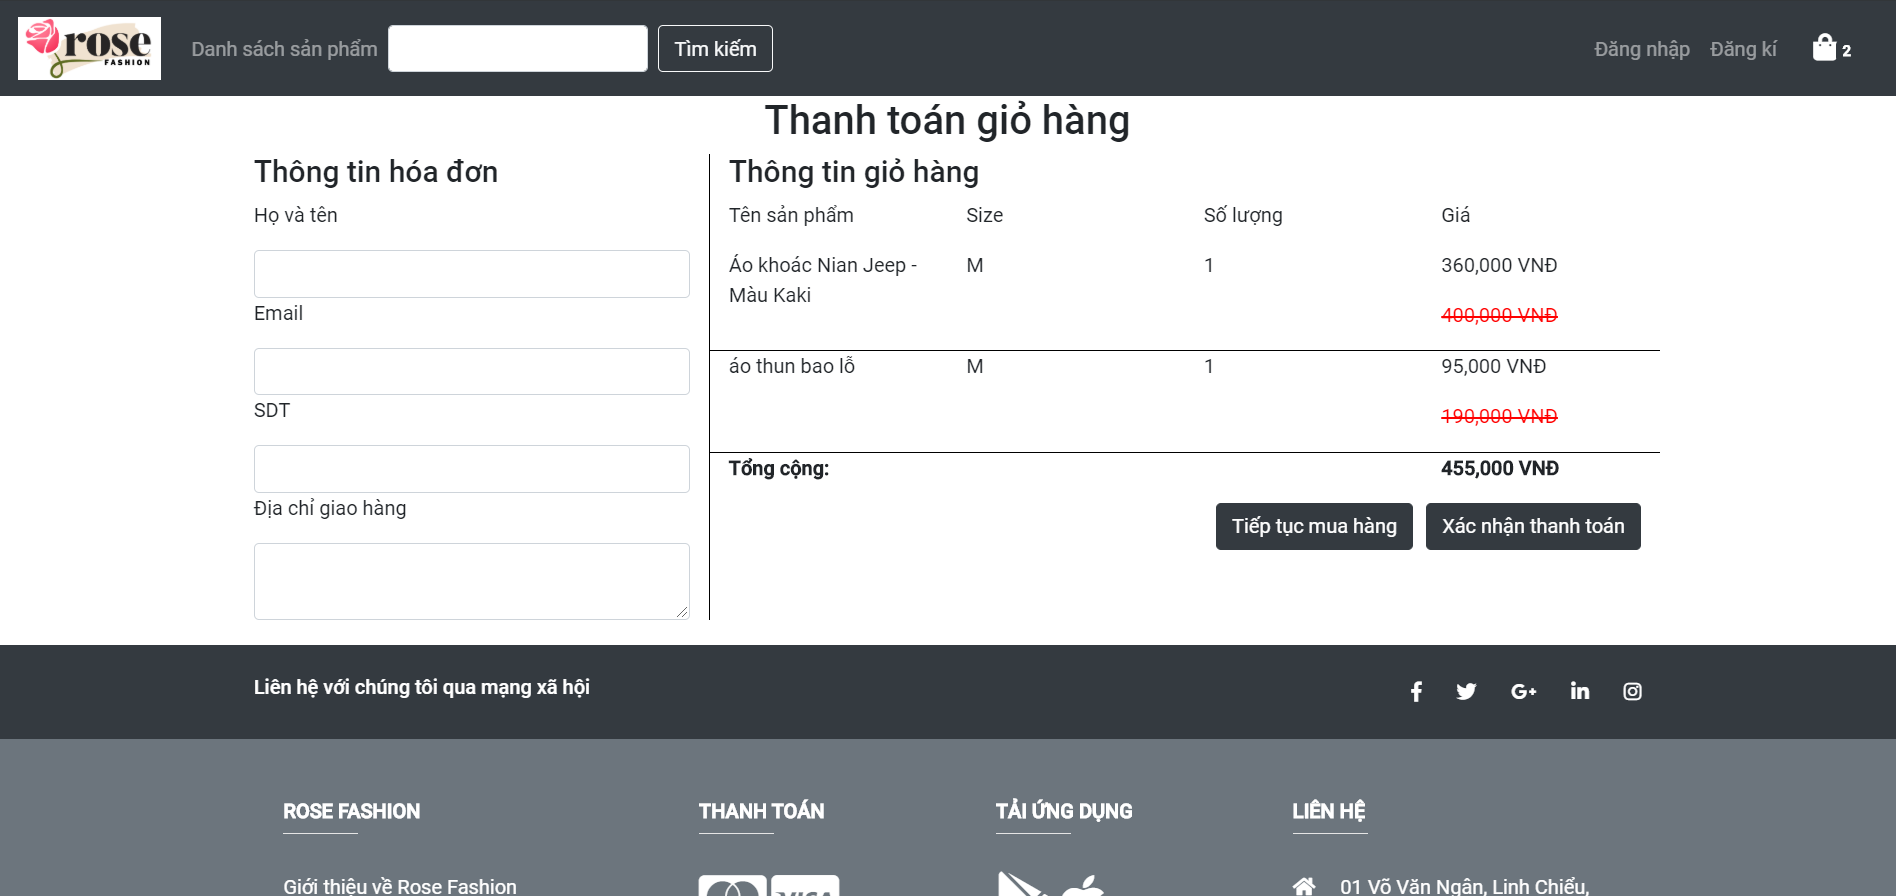 rose
FASHION
Danh sách sản phẩm
Tìm kiếm
Đăng nhập
Đăng kí
2
Thanh toán giỏ hàng
Thông tin hóa đơn
Họ và tên
Email
SDT
Địa chỉ giao hàng
Thông tin giỏ hàng
Tên sản phẩm Size Số lượng Giá
Áo khoác Nian Jeep - M 1 360,000 VNĐ
Màu Kaki
400,000 VNĐ
áo thun bao lỗ M 1 95,000 VNĐ
190,000 VNĐ
Tổng cộng: 455,000 VNĐ
Tiếp tục mua hàng
Xác nhận thanh toán
Liên hệ với chúng tôi qua mạng xã hội
ROSE FASHION
Giới thiệu về Rose Fashion
THANH TOÁN
VISA
TẢI ỨNG DỤNG
LIÊN HỆ
01 Võ Văn Ngân, Linh Chiểu,